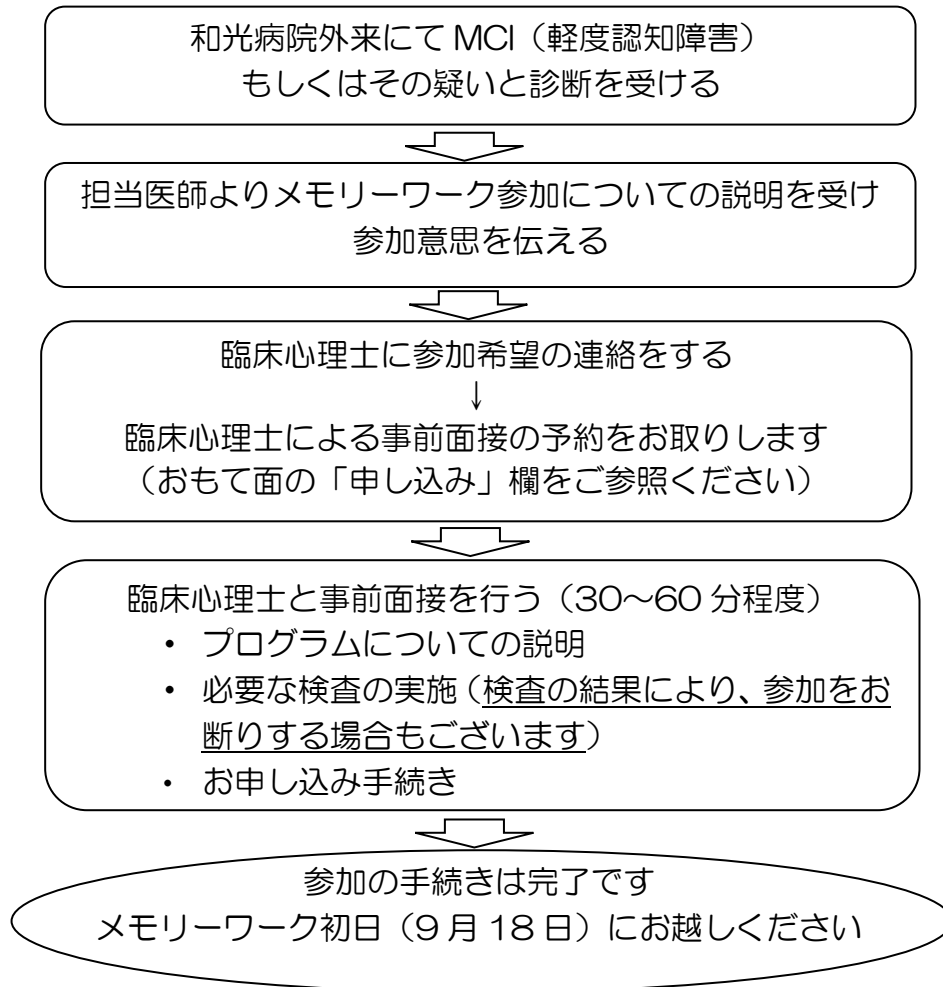 和光病院外来にて MCI（軽度認知障害）
もしくはその疑いと診断を受ける
担当医師よりメモリーワーク参加についての説明を受け
参加意思を伝える
臨床心理士に参加希望の連絡をする
↓
臨床心理士による事前面接の予約をお取りします
（おもて面の「申し込み」欄をご参照ください）
臨床心理士と事前面接を行う（30～60 分程度）
・ プログラムについての説明
・ 必要な検査の実施（検査の結果により、参加をお
断りする場合もございます）
・ お申し込み手続き
参加の手続きは完了です
メモリーワーク初日（9 月 18 日）にお越しください